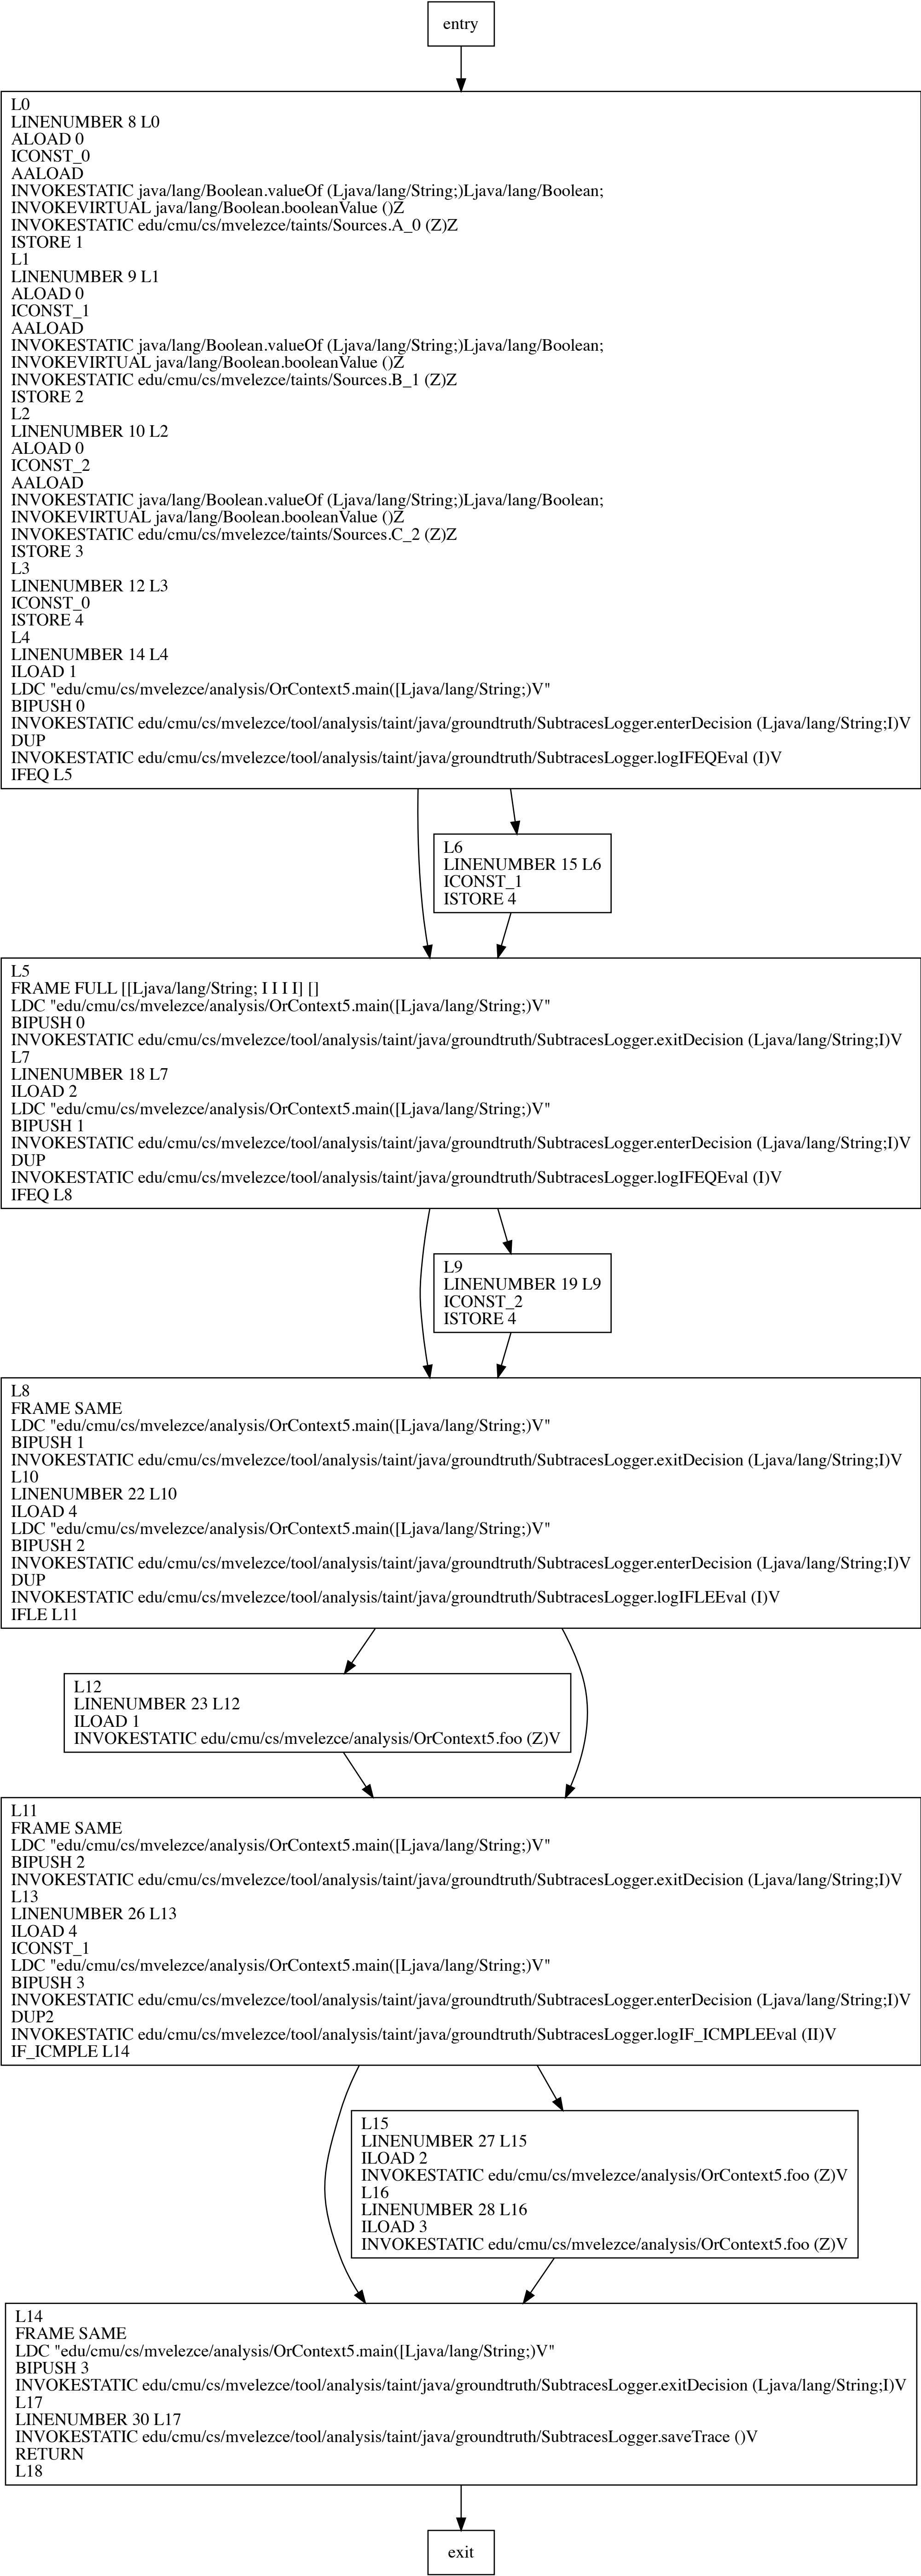 entry
L0
LINENUMBER 8 L0
ALOAD 0
ICONST_0
AALOAD
INVOKESTATIC java/lang/Boolean.valueOf (Ljava/lang/String;)Ljava/lang/Boolean;
INVOKEVIRTUAL java/lang/Boolean.booleanValue ()Z
INVOKESTATIC edu/cmu/cs/mvelezce/taints/Sources.A_0 (Z)Z
ISTORE 1
L1
LINENUMBER 9 L1
ALOAD 0
ICONST_1
AALOAD
INVOKESTATIC java/lang/Boolean.valueOf (Ljava/lang/String;)Ljava/lang/Boolean;
INVOKEVIRTUAL java/lang/Boolean.booleanValue ()Z
INVOKESTATIC edu/cmu/cs/mvelezce/taints/Sources.B_1 (Z)Z
ISTORE 2
L2
LINENUMBER 10 L2
ALOAD 0
ICONST_2
AALOAD
INVOKESTATIC java/lang/Boolean.valueOf (Ljava/lang/String;)Ljava/lang/Boolean;
INVOKEVIRTUAL java/lang/Boolean.booleanValue ()Z
INVOKESTATIC edu/cmu/cs/mvelezce/taints/Sources.C_2 (Z)Z
ISTORE 3
L3
LINENUMBER 12 L3
ICONST_0
ISTORE 4
L4
LINENUMBER 14 L4
ILOAD 1
LDC "edu/cmu/cs/mvelezce/analysis/OrContext5.main([Ljava/lang/String;)V"
BIPUSH 0
INVOKESTATIC edu/cmu/cs/mvelezce/tool/analysis/taint/java/groundtruth/SubtracesLogger.enterDecision (Ljava/lang/String;I)V
DUP
INVOKESTATIC edu/cmu/cs/mvelezce/tool/analysis/taint/java/groundtruth/SubtracesLogger.logIFEQEval (I)V
IFEQ L5
L6
LINENUMBER 15 L6
ICONST_1
ISTORE 4
L5
FRAME FULL [[Ljava/lang/String; I I I I] []
LDC "edu/cmu/cs/mvelezce/analysis/OrContext5.main([Ljava/lang/String;)V"
BIPUSH 0
INVOKESTATIC edu/cmu/cs/mvelezce/tool/analysis/taint/java/groundtruth/SubtracesLogger.exitDecision (Ljava/lang/String;I)V
L7
LINENUMBER 18 L7
ILOAD 2
LDC "edu/cmu/cs/mvelezce/analysis/OrContext5.main([Ljava/lang/String;)V"
BIPUSH 1
INVOKESTATIC edu/cmu/cs/mvelezce/tool/analysis/taint/java/groundtruth/SubtracesLogger.enterDecision (Ljava/lang/String;I)V
DUP
INVOKESTATIC edu/cmu/cs/mvelezce/tool/analysis/taint/java/groundtruth/SubtracesLogger.logIFEQEval (I)V
IFEQ L8
L9
LINENUMBER 19 L9
ICONST_2
ISTORE 4
L8
FRAME SAME
LDC "edu/cmu/cs/mvelezce/analysis/OrContext5.main([Ljava/lang/String;)V"
BIPUSH 1
INVOKESTATIC edu/cmu/cs/mvelezce/tool/analysis/taint/java/groundtruth/SubtracesLogger.exitDecision (Ljava/lang/String;I)V
L10
LINENUMBER 22 L10
ILOAD 4
LDC "edu/cmu/cs/mvelezce/analysis/OrContext5.main([Ljava/lang/String;)V"
BIPUSH 2
INVOKESTATIC edu/cmu/cs/mvelezce/tool/analysis/taint/java/groundtruth/SubtracesLogger.enterDecision (Ljava/lang/String;I)V
DUP
INVOKESTATIC edu/cmu/cs/mvelezce/tool/analysis/taint/java/groundtruth/SubtracesLogger.logIFLEEval (I)V
IFLE L11
L12
LINENUMBER 23 L12
ILOAD 1
INVOKESTATIC edu/cmu/cs/mvelezce/analysis/OrContext5.foo (Z)V
L11
FRAME SAME
LDC "edu/cmu/cs/mvelezce/analysis/OrContext5.main([Ljava/lang/String;)V"
BIPUSH 2
INVOKESTATIC edu/cmu/cs/mvelezce/tool/analysis/taint/java/groundtruth/SubtracesLogger.exitDecision (Ljava/lang/String;I)V
L13
LINENUMBER 26 L13
ILOAD 4
ICONST_1
LDC "edu/cmu/cs/mvelezce/analysis/OrContext5.main([Ljava/lang/String;)V"
BIPUSH 3
INVOKESTATIC edu/cmu/cs/mvelezce/tool/analysis/taint/java/groundtruth/SubtracesLogger.enterDecision (Ljava/lang/String;I)V
DUP2
INVOKESTATIC edu/cmu/cs/mvelezce/tool/analysis/taint/java/groundtruth/SubtracesLogger.logIF_ICMPLEEval (II)V
IF_ICMPLE L14
L15
LINENUMBER 27 L15
ILOAD 2
INVOKESTATIC edu/cmu/cs/mvelezce/analysis/OrContext5.foo (Z)V
L16
LINENUMBER 28 L16
ILOAD 3
INVOKESTATIC edu/cmu/cs/mvelezce/analysis/OrContext5.foo (Z)V
L14
FRAME SAME
LDC "edu/cmu/cs/mvelezce/analysis/OrContext5.main([Ljava/lang/String;)V"
BIPUSH 3
INVOKESTATIC edu/cmu/cs/mvelezce/tool/analysis/taint/java/groundtruth/SubtracesLogger.exitDecision (Ljava/lang/String;I)V
L17
LINENUMBER 30 L17
INVOKESTATIC edu/cmu/cs/mvelezce/tool/analysis/taint/java/groundtruth/SubtracesLogger.saveTrace ()V
RETURN
L18
exit